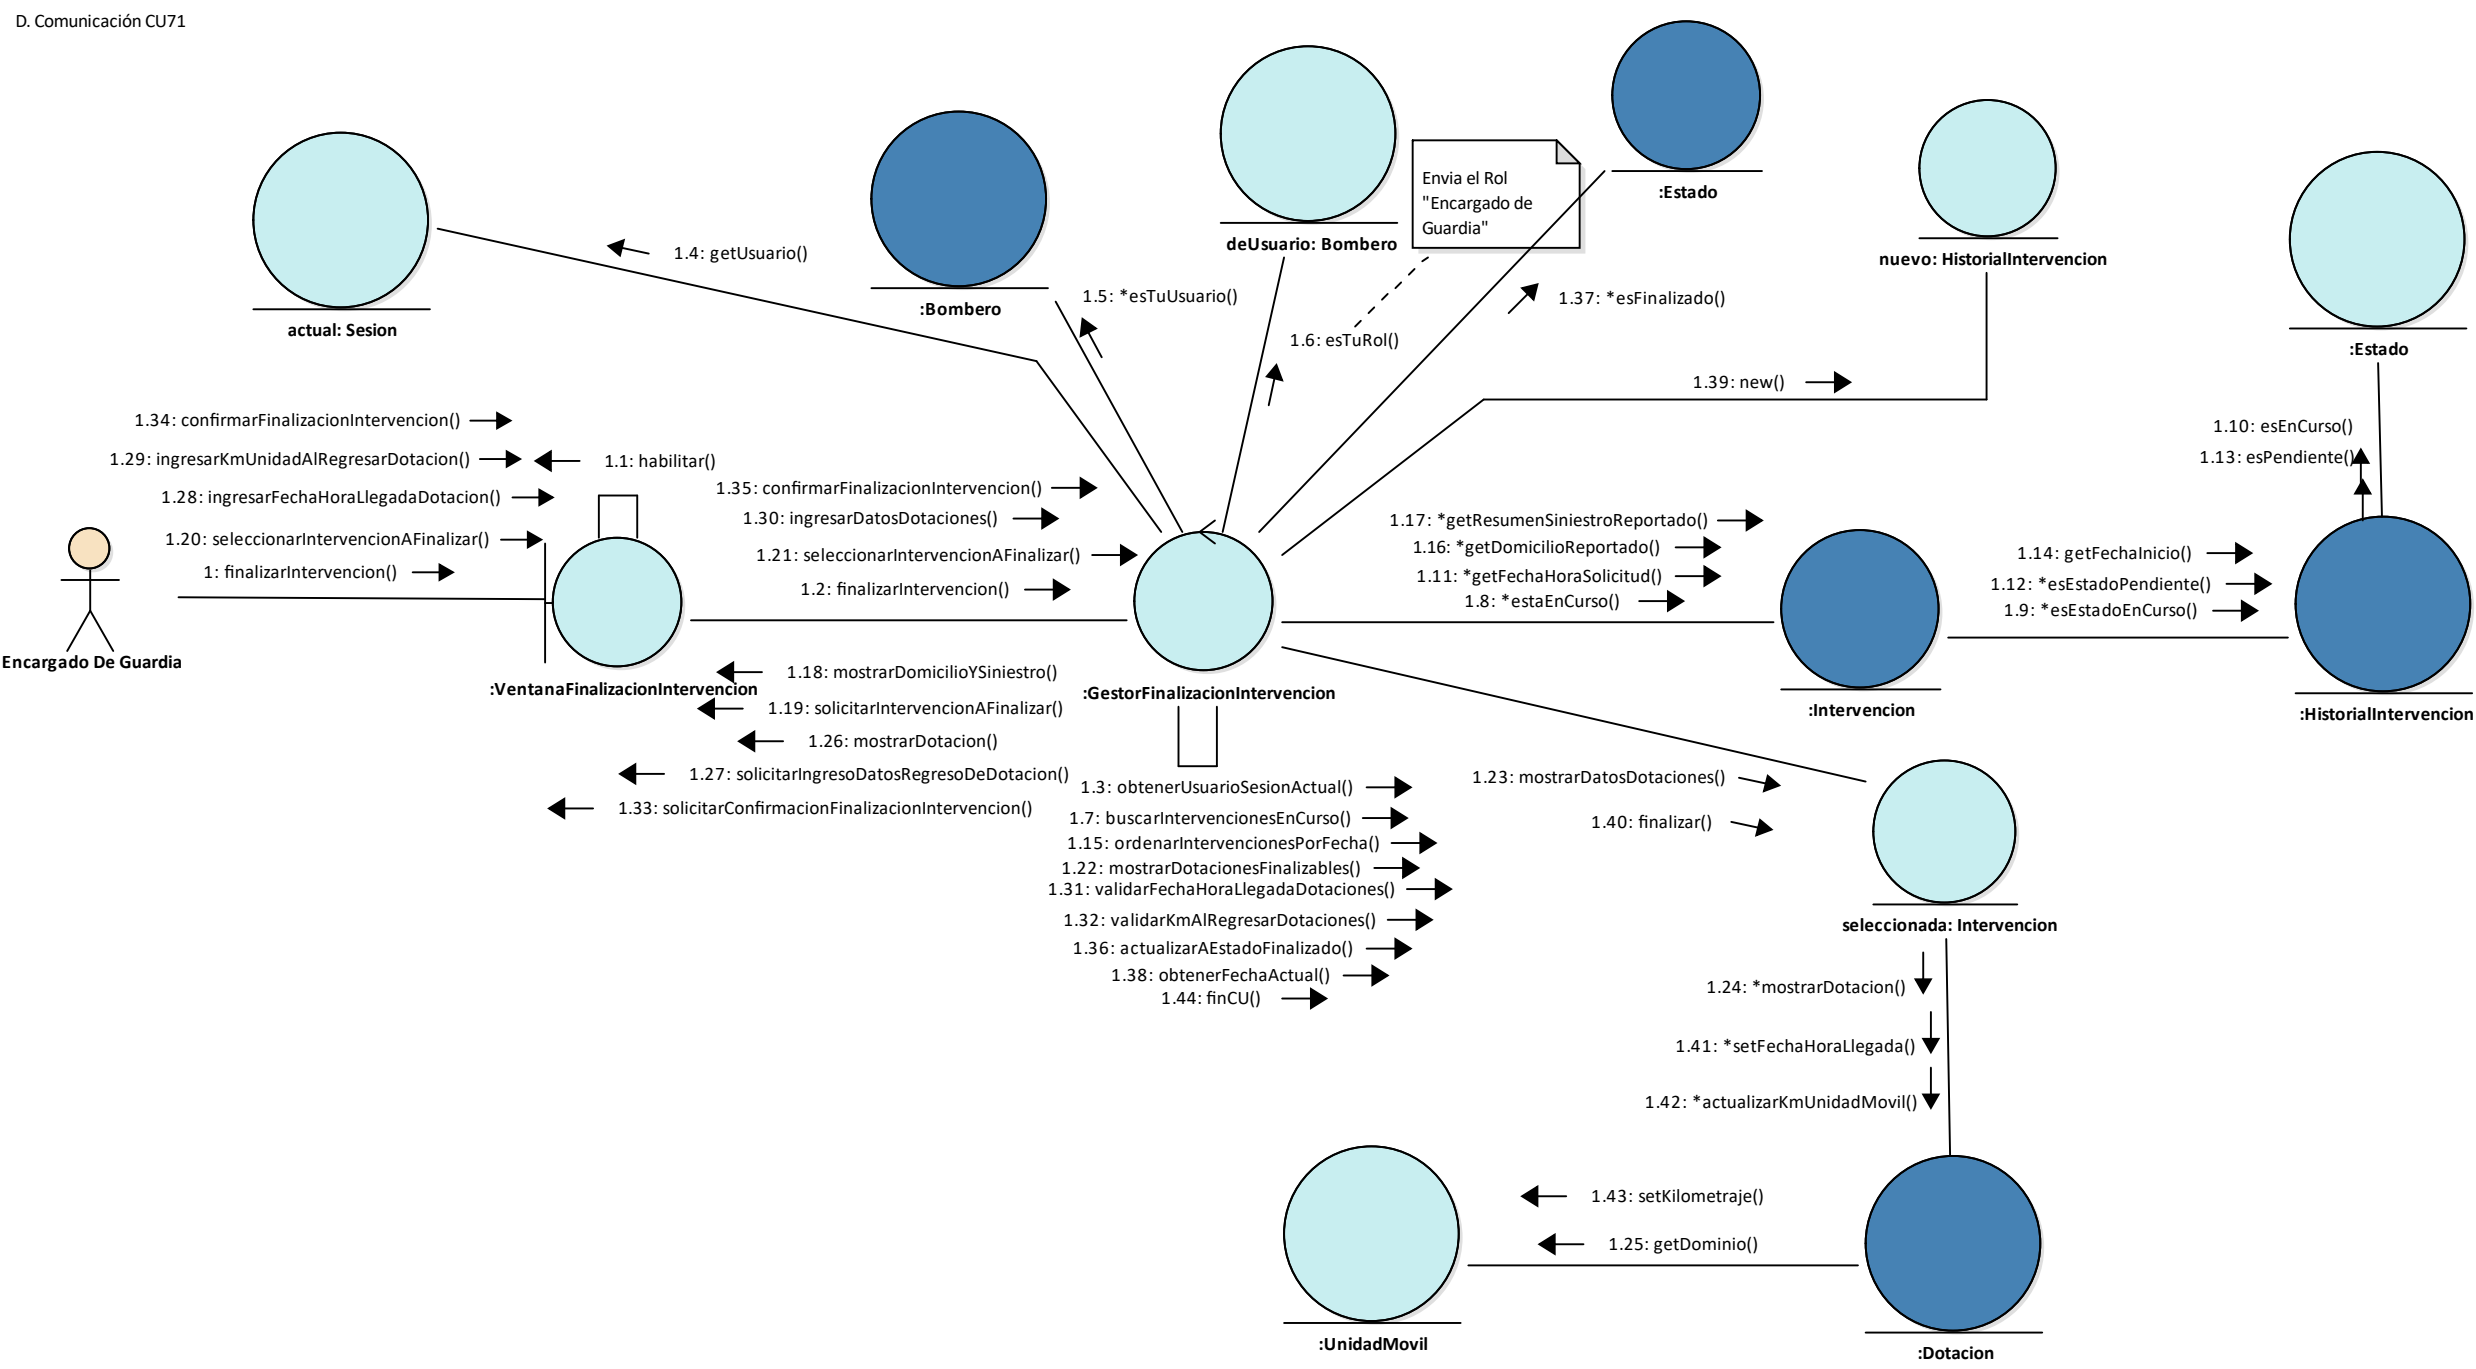 D. Comunicación CU71
:Estado
Envia el Rol
"Encargado de
Guardia"
deUsuario: Bombero
nuevo: HistorialIntervencion
1.4: getUsuario()
1.5: *esTuUsuario()
1.37: *esFinalizado()
:Bombero
actual: Sesion
1.6: esTuRol()
:Estado
1.39: new()
1.34: confirmarFinalizacionIntervencion()
1.10: esEnCurso()
1.29: ingresarKmUnidadAlRegresarDotacion()
1.1: habilitar()
1.13: esPendiente()
1.28: ingresarFechaHoraLlegadaDotacion()
1.35: confirmarFinalizacionIntervencion()
1.30: ingresarDatosDotaciones()
1.17: *getResumenSiniestroReportado()
1.20: seleccionarIntervencionAFinalizar()
1.21: seleccionarIntervencionAFinalizar()
1.16: *getDomicilioReportado()
1.14: getFechaInicio()
1: finalizarIntervencion()
1.2: finalizarIntervencion()
1.11: *getFechaHoraSolicitud()
1.12: *esEstadoPendiente()
1.8: *estaEnCurso()
1.9: *esEstadoEnCurso()
Encargado De Guardia
1.18: mostrarDomicilioYSiniestro()
:VentanaFinalizacionIntervencion
:GestorFinalizacionIntervencion
1.19: solicitarIntervencionAFinalizar()
:Intervencion
:HistorialIntervencion
1.26: mostrarDotacion()
1.27: solicitarIngresoDatosRegresoDeDotacion()
1.23: mostrarDatosDotaciones()
1.3: obtenerUsuarioSesionActual()
1.33: solicitarConfirmacionFinalizacionIntervencion()
1.7: buscarIntervencionesEnCurso()
1.40: finalizar()
1.15: ordenarIntervencionesPorFecha()
1.22: mostrarDotacionesFinalizables()
1.31: validarFechaHoraLlegadaDotaciones()
1.32: validarKmAlRegresarDotaciones()
seleccionada: Intervencion
1.36: actualizarAEstadoFinalizado()
1.38: obtenerFechaActual()
1.24: *mostrarDotacion()
1.44: finCU()
1.41: *setFechaHoraLlegada()
1.42: *actualizarKmUnidadMovil()
1.43: setKilometraje()
1.25: getDominio()
:UnidadMovil
:Dotacion